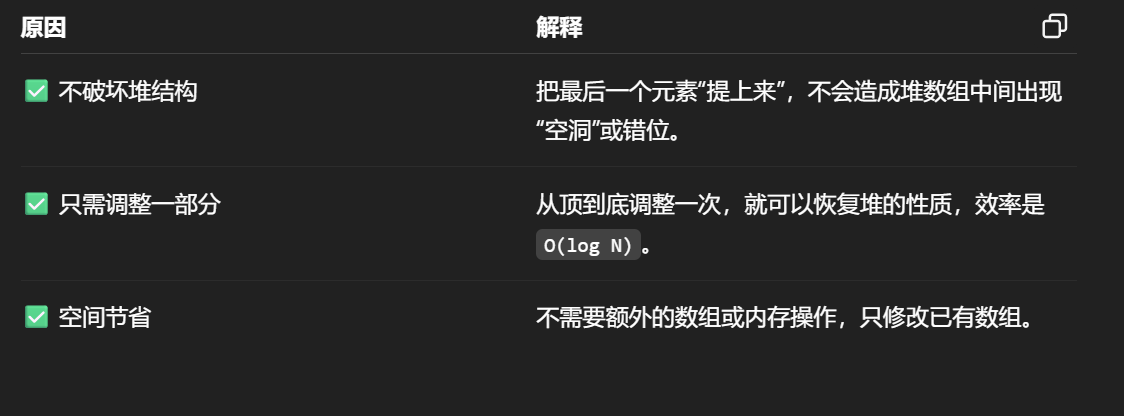 原因 解释
✅ 不破坏堆结构 把最后一个元素“提上来”，不会造成堆数组中间出现
“空洞”或错位。
✅ 只需调整一部分 从顶到底调整一次，就可以恢复堆的性质，效率是
O(log N)。
✅ 空间节省 不需要额外的数组或内存操作，只修改已有数组。